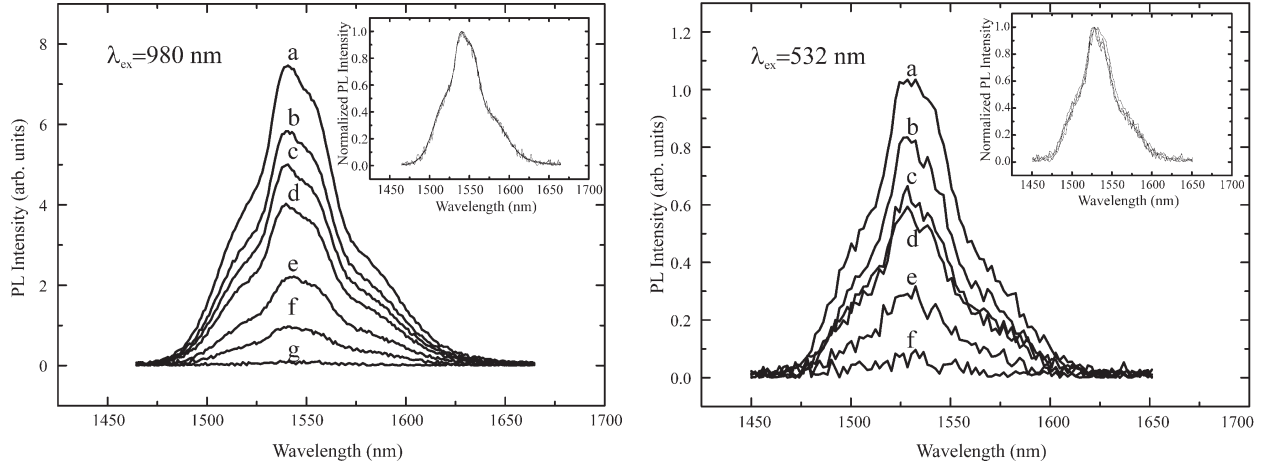 λex=980 nm
a
b
c
d
e
f
g
8
6
4
2
0
PL Intensity (arb. units)
1450 1500 1550 1600 1650 1700
Wavelength (nm)
1.0
0.8
0.6
0.4
0.2
0.0
Normalized PL Intensity
1450 1500 1550 1600 1650 1700
Wavelength (nm)
λex=532 nm
a
b
c
d
e
f
1.2
1.0
0.8
0.6
0.4
0.2
0.0
PL Intensity (arb. units)
1450 1500 1550 1600 1650 1700
Wavelength (nm)
1.0
0.8
0.6
0.4
0.2
0.0
Normalized PL Intensity
1450 1500 1550 1600 1650 1700
Wavelength (nm)